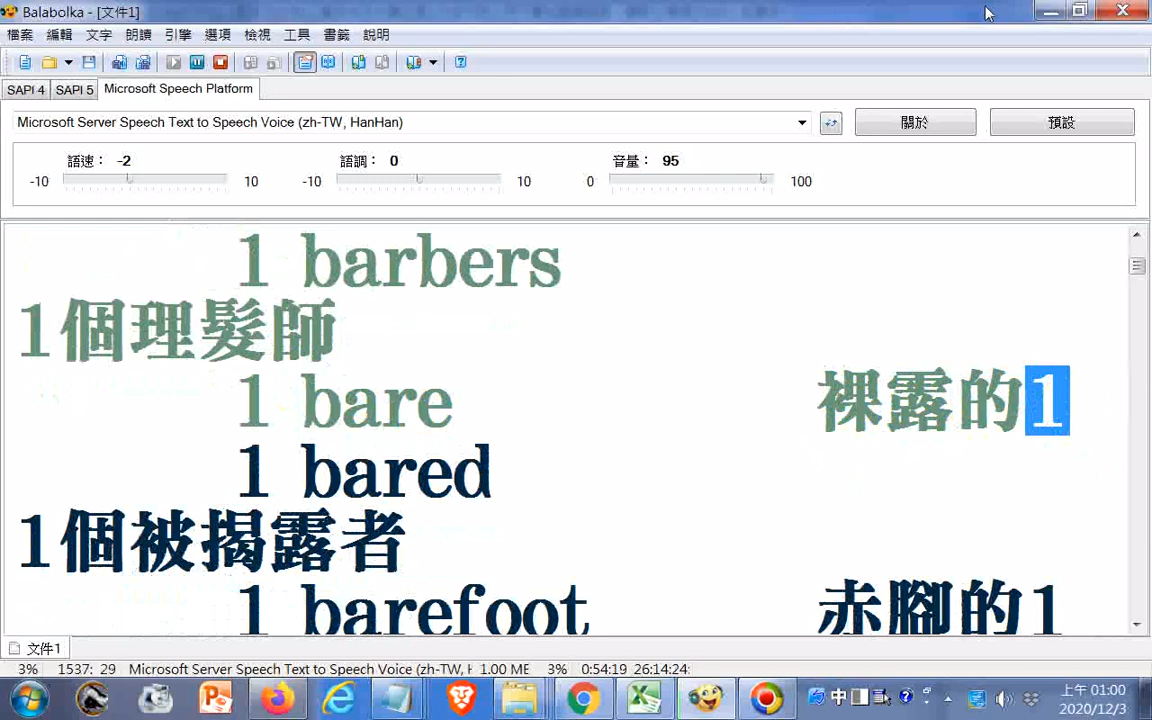 Balabolka - [文件1]
檔案 編輯 文字 朗讀 引擎 選項 檢視 工具 書籤 說明
SAPI 4 SAPI 5 Microsoft Speech Platform
Microsoft Server Speech Text to Speech Voice (zh-TW, HanHan) 關於 預設
語速： -2 語調： 0 音量： 95
-10 10 -10 10 0 100
1 barbers
1個理髮師
1 bare 裸露的1
1 bared
1個被揭露者
1 barefoot 赤腳的1
文件1
3% 1537: 29 Microsoft Server Speech Text to Speech Voice (zh-TW, H 1.00 ME 3% 0:54:19 26:14:24:
中 上午 01:00
2020/12/3